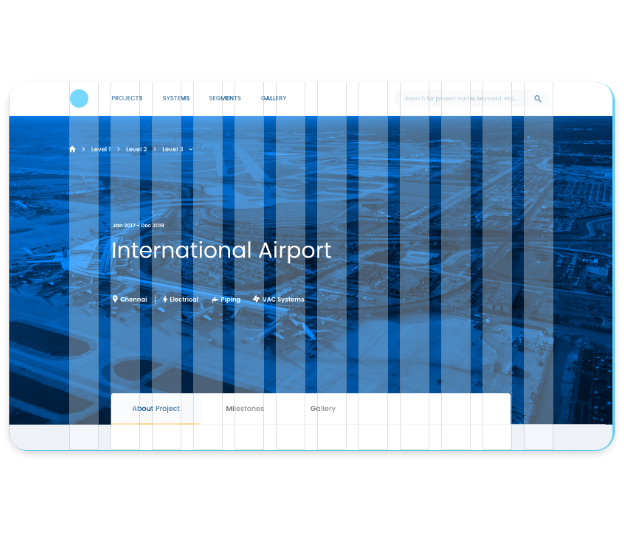 PROJECTS SYSTEMS SEGMENTS GALLERY Search for project name, keyword, etc.,
Level 1 Level 2 Level 3
Jan 2017 - Dec 2019
International Airport
Chennai Electrical Piping VAC Systems
About Project Milestones Gallery